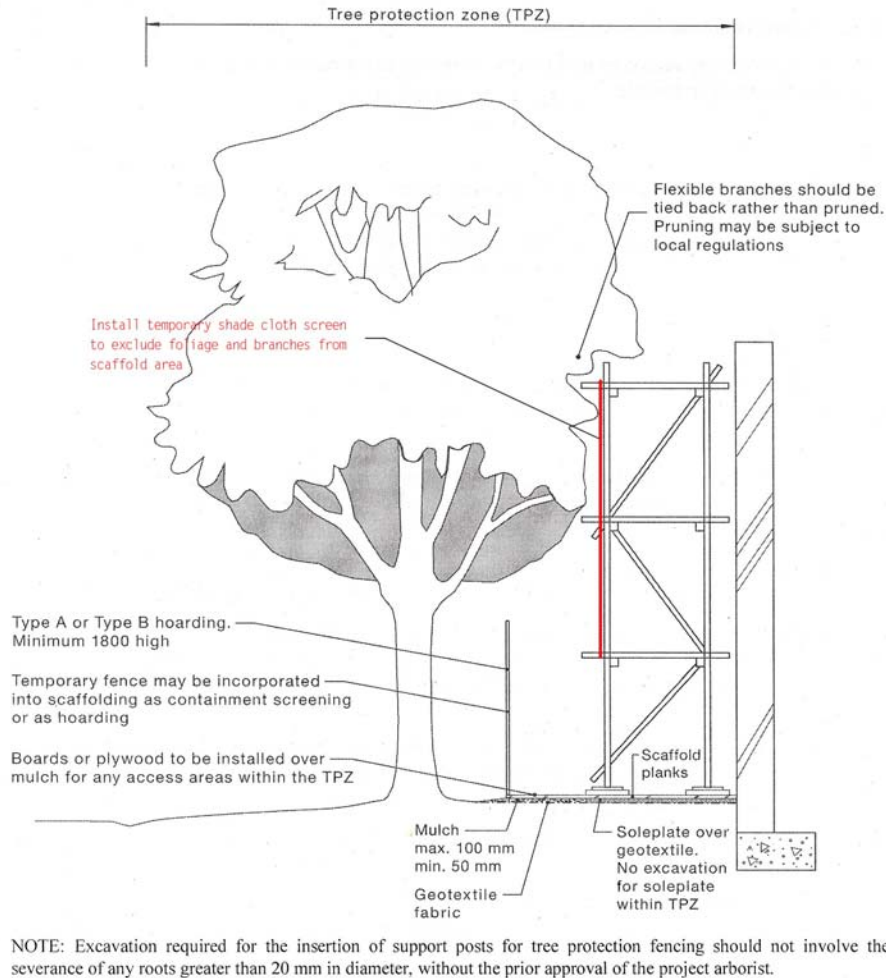 Tree protection zone (TPZ)
Flexible branches should be
tied back rather than pruned.
Pruning may be subject to
local regulations
Install temporary shade cloth screen
to exclude foliage and branches from
scaffold area
Type A or Type B hoarding.
Minimum 1800 high
Temporary fence may be incorporated
into scaffolding as containment screening
or as hoarding
Boards or plywood to be installed over
mulch for any access areas within the TPZ
Scaffold
planks
Mulch
max. 100 mm
min. 50 mm
Geotextile
fabric
Soleplate over
geotextile.
No excavation
for soleplate
within TPZ
NOTE: Excavation required for the insertion of support posts for tree protection fencing should not involve the
severance of any roots greater than 20 mm in diameter, without the prior approval of the project arborist.